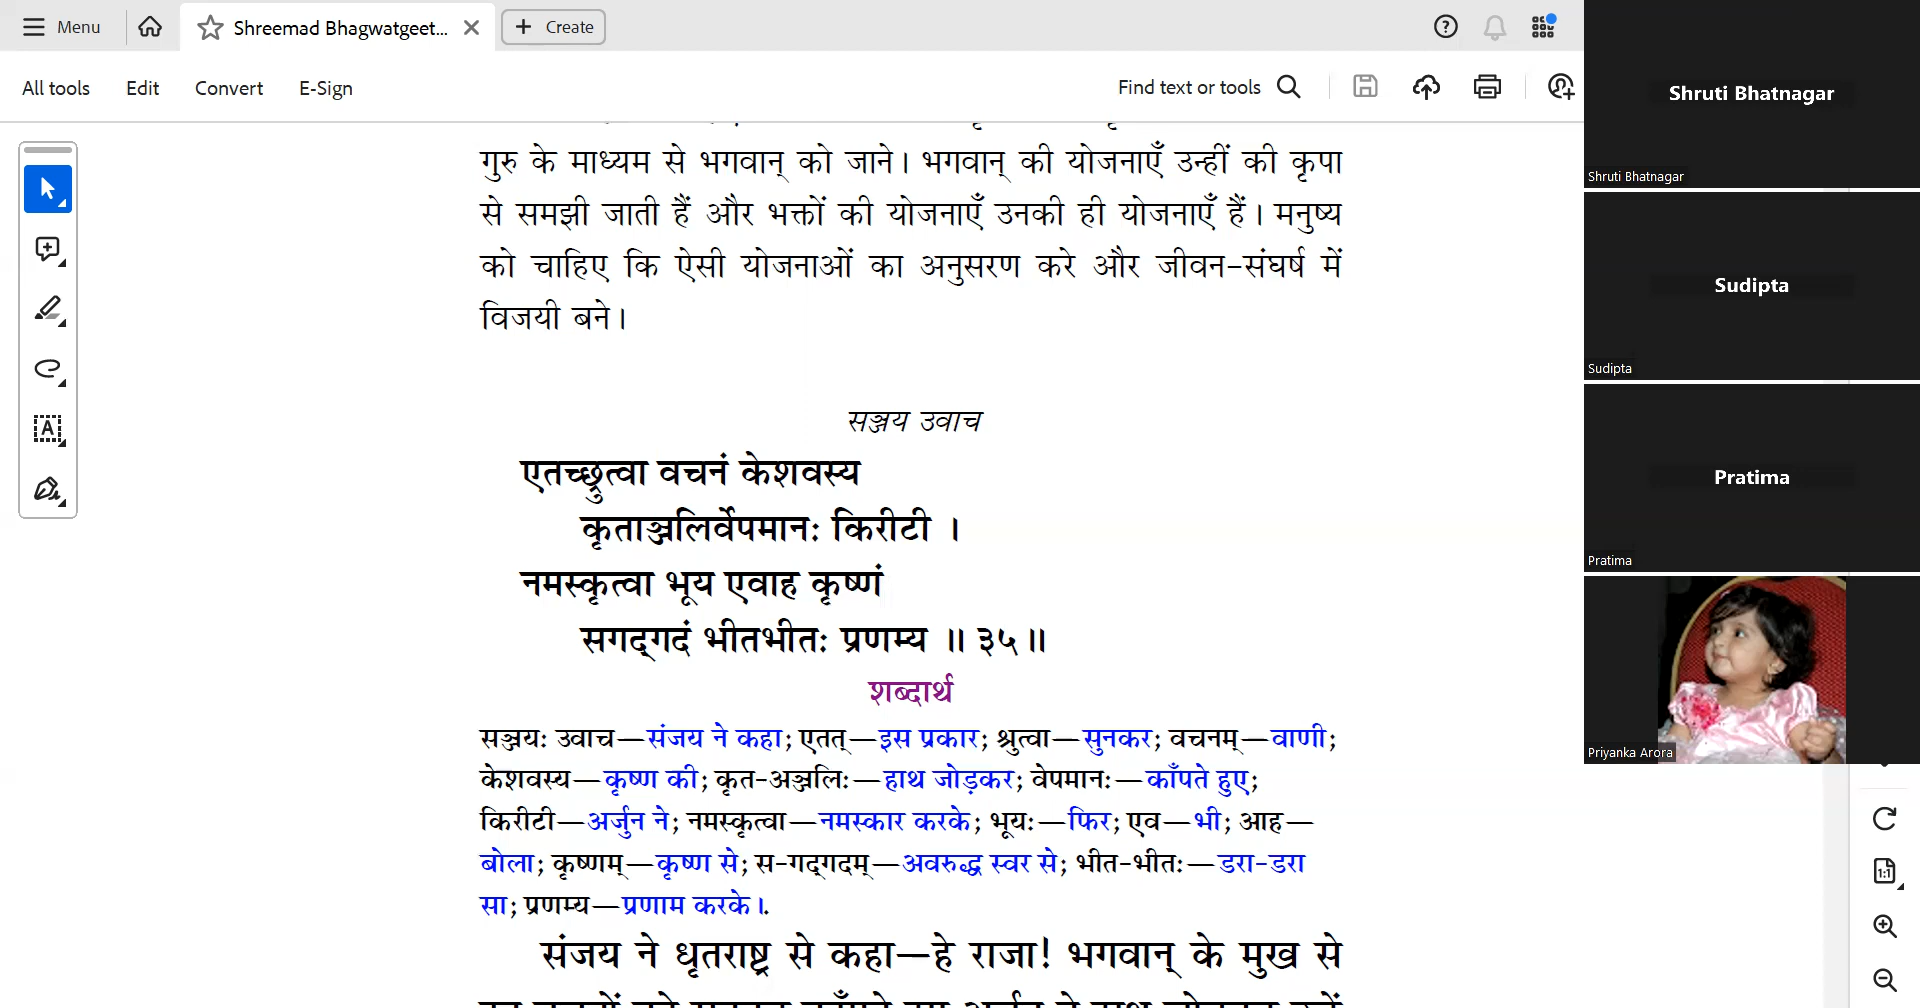 Menu
Shreemad Bhagwatgeet...
Create
All tools
Edit
Convert
E-Sign
Find text or tools
गुरु के माध्यम से भगवान् को जाने। भगवान् की योजनाएँ उन्हीं की कृपा
से समझी जाती हैं और भक्तों की योजनाएँ उनकी ही योजनाएँ हैं। मनुष्य
को चाहिए कि ऐसी योजनाओं का अनुसरण करे और जीवन-संघर्ष में
विजयी बने।
सञ्जय उवाच
एतच्छ्रुत्वा वचनं केशवस्य
कृताञ्जलिर्वेपमानः किरीटी ।
नमस्कृत्वा भूय एवाह कृष्णं
सगद्गदं भीतभीतः प्रणम्य ॥ ३५॥
शब्दार्थ
सञ्जयः उवाच—संजय ने कहा; एतत्—इस प्रकार; श्रुत्वा—सुनकर; वचनम्—वाणी;
केशवस्य—कृष्ण की; कृत-अञ्जलिः—हाथ जोड़कर; वेपमानः—काँपते हुए;
किरीटी—अर्जुन ने; नमस्कृत्वा—नमस्कार करके; भूयः—फिर; एव—भी; आह—
बोला; कृष्णम्—कृष्ण से; स-गद्गदम्—अवरुद्ध स्वर से; भीत-भीतः—डरा-डरा
सा; प्रणम्य—प्रणाम करके।.
संजय ने धृतराष्ट्र से कहा—हे राजा! भगवान् के मुख से
Shruti Bhatnagar
Shruti Bhatnagar
Sudipta
Sudipta
Pratima
Pratima
Priyanka Arora
1:1